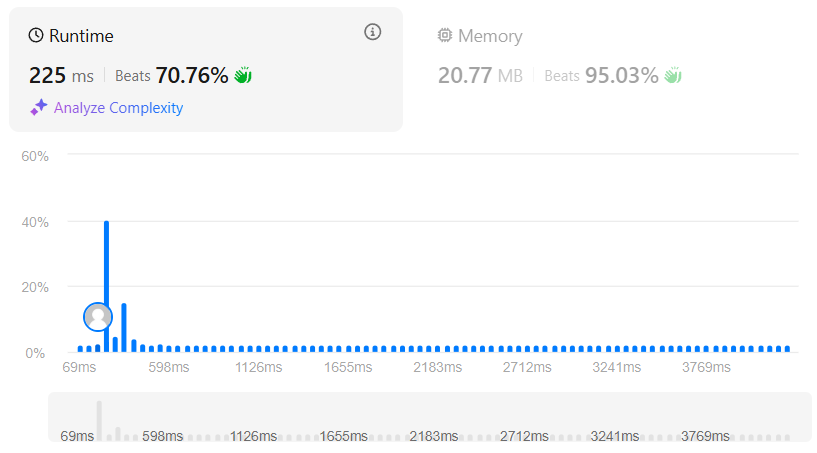 Runtime
225 ms Beats 70.76%
Analyze Complexity
Memory
20.77 MB Beats 95.03%
60%
40%
20%
0%
69ms 598ms 1126ms 1655ms 2183ms 2712ms 3241ms 3769ms
69ms 598ms 1126ms 1655ms 2183ms 2712ms 3241ms 3769ms